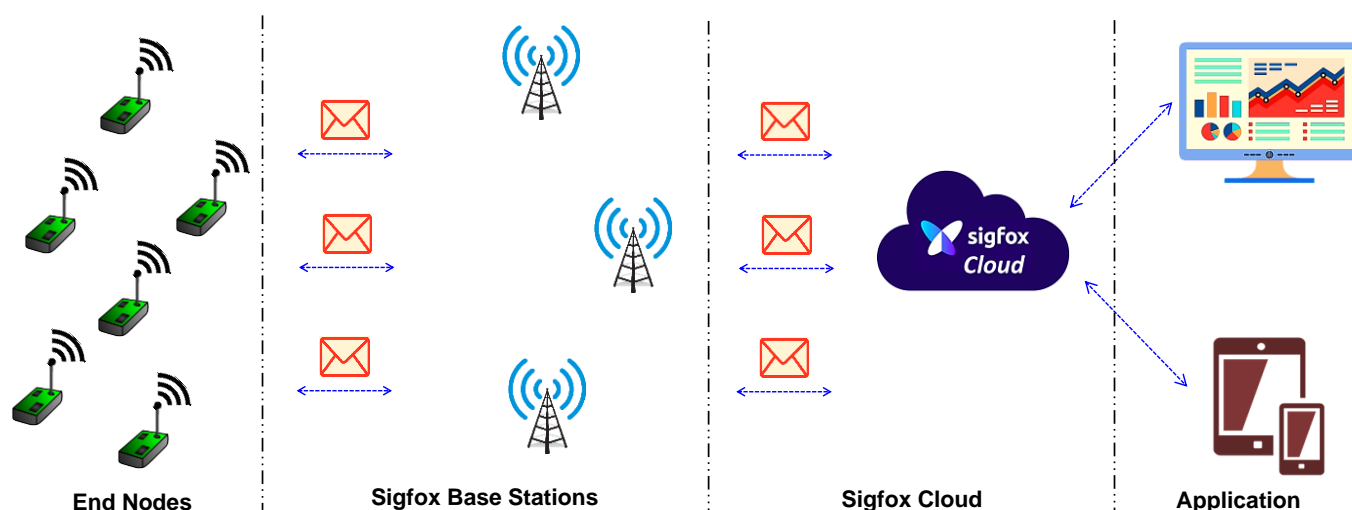 sigfox
Cloud
End Nodes
Sigfox Base Stations
Sigfox Cloud
Application